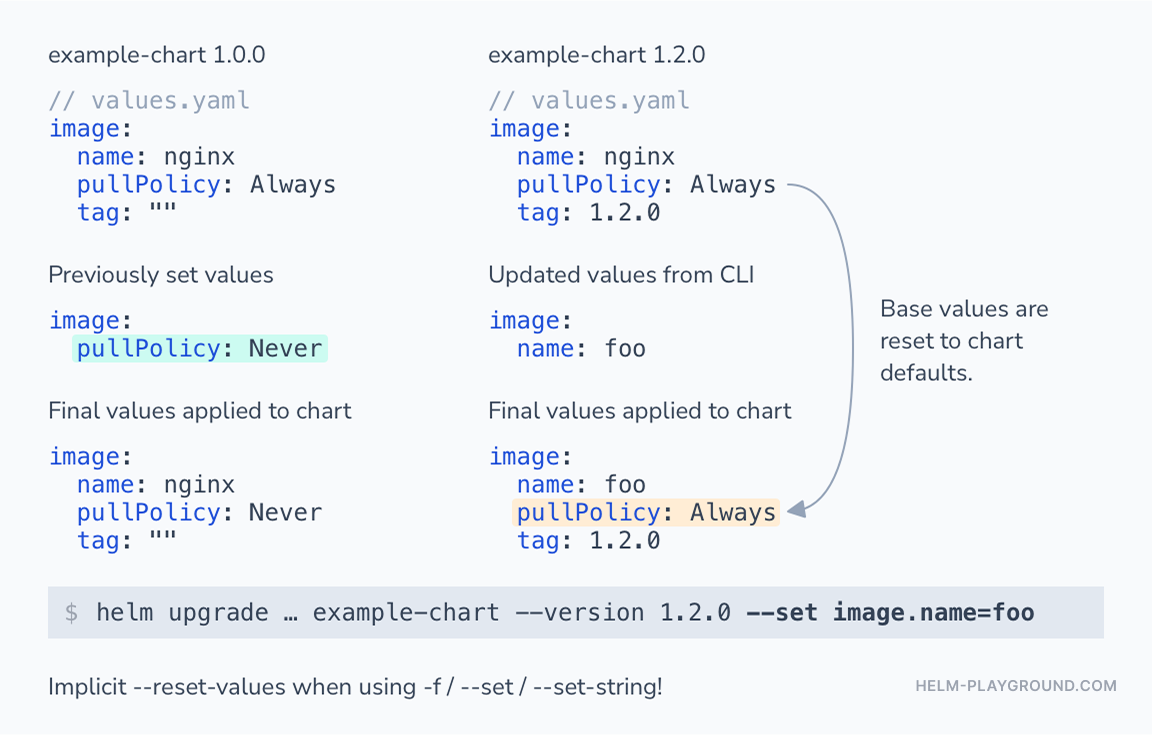 example-chart 1.0.0
// values.yaml
image:
  name: nginx
  pullPolicy: Always
  tag: ""
Previously set values
image:
  pullPolicy: Never
Final values applied to chart
image:
  name: nginx
  pullPolicy: Never
  tag: ""
example-chart 1.2.0
// values.yaml
image:
  name: nginx
  pullPolicy: Always
  tag: 1.2.0
Updated values from CLI
image:
  name: foo
Final values applied to chart
image:
  name: foo
  pullPolicy: Always
  tag: 1.2.0
Base values are
reset to chart
defaults.
$ helm upgrade … example-chart --version 1.2.0 --set image.name=foo
Implicit --reset-values when using -f / --set / --set-string!
HELM-PLAYGROUND.COM